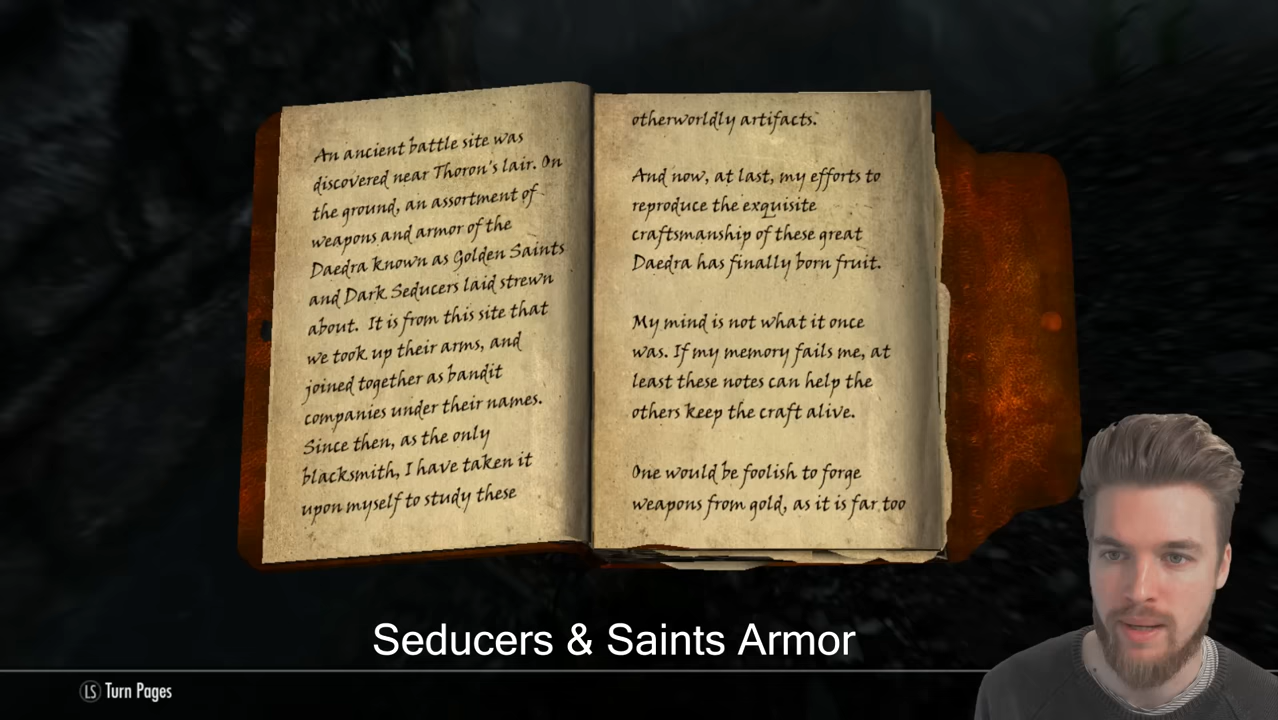 An ancient battle site was
discovered near Thoron's lair. On
the ground, an assortment of
weapons and armor of the
Daedra known as Golden Saints
and Dark Seducers laid strewn
about. It is from this site that
we took up their arms, and
joined together as bandit
companies under their names.
Since then, as the only
blacksmith, I have taken it
upon myself to study these
otherworldly artifacts.
And now, at last, my efforts to
reproduce the exquisite
craftsmanship of these great
Daedra has finally born fruit.
My mind is not what it once
was. If my memory fails me, at
least these notes can help the
others keep the craft alive.
One would be foolish to forge
weapons from gold, as it is far too
Seducers & Saints Armor
LS Turn Pages